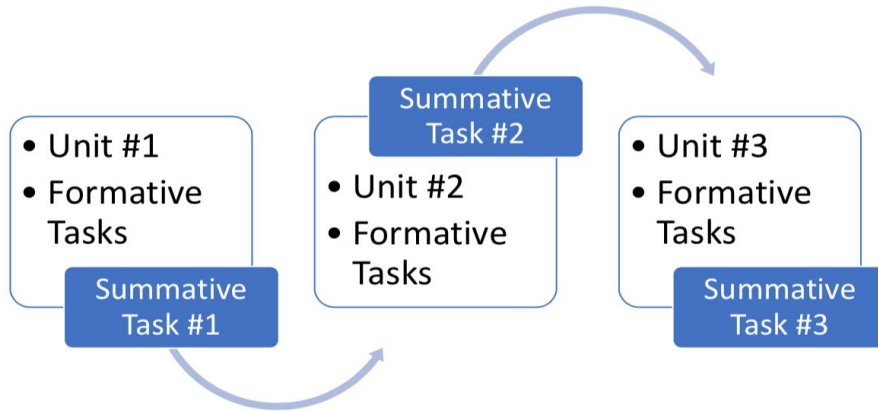 • Unit #1
• Formative
Tasks
Summative
Task #1
Summative
Task #2
• Unit #2
• Formative
Tasks
• Unit #3
• Formative
Tasks
Summative
Task #3